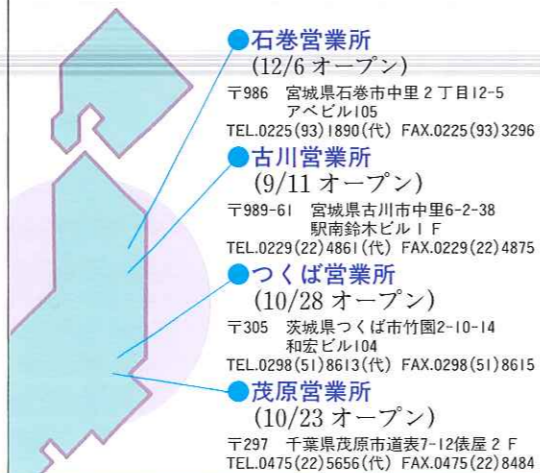 ●石巻営業所
(12/6 オープン)
〒986 宮城県石巻市中里2丁目12-5
アベビル105
TEL.0225(93)1890(代) FAX.0225(93)3296
●古川営業所
(9/11 オープン)
〒989-61 宮城県古川市中里6-2-38
駅南鈴木ビル1F
TEL.0229(22)4861(代) FAX.0229(22)4875
●つくば営業所
(10/28 オープン)
〒305 茨城県つくば市竹園2-10-14
和宏ビル104
TEL.0298(51)8613(代) FAX.0298(51)8615
●茂原営業所
(10/23 オープン)
〒297 千葉県茂原市道表7-12俵屋2F
TEL.0475(22)5656(代) FAX.0475(22)8484